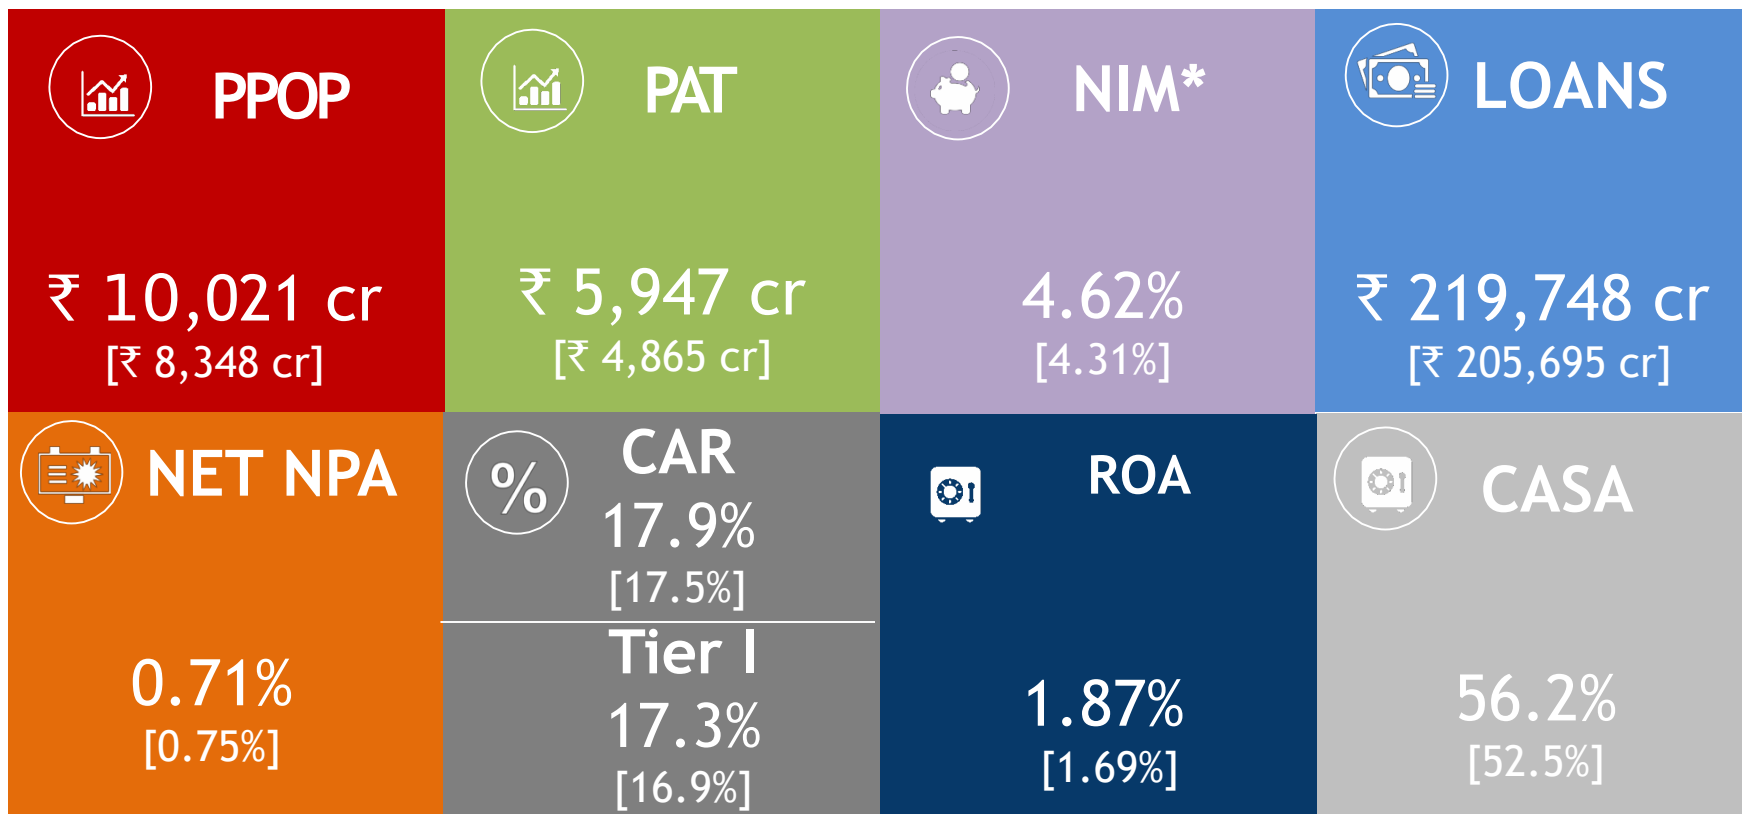 PPOP
₹ 10,021 cr
[₹ 8,348 cr]
PAT
₹ 5,947 cr
[₹ 4,865 cr]
NIM*
4.62%
[4.31%]
LOANS
₹ 219,748 cr
[₹ 205,695 cr]
NET NPA
0.71%
[0.75%]
%
CAR
17.9%
[17.5%]
Tier I
17.3%
[16.9%]
ROA
1.87%
[1.69%]
CASA
56.2%
[52.5%]